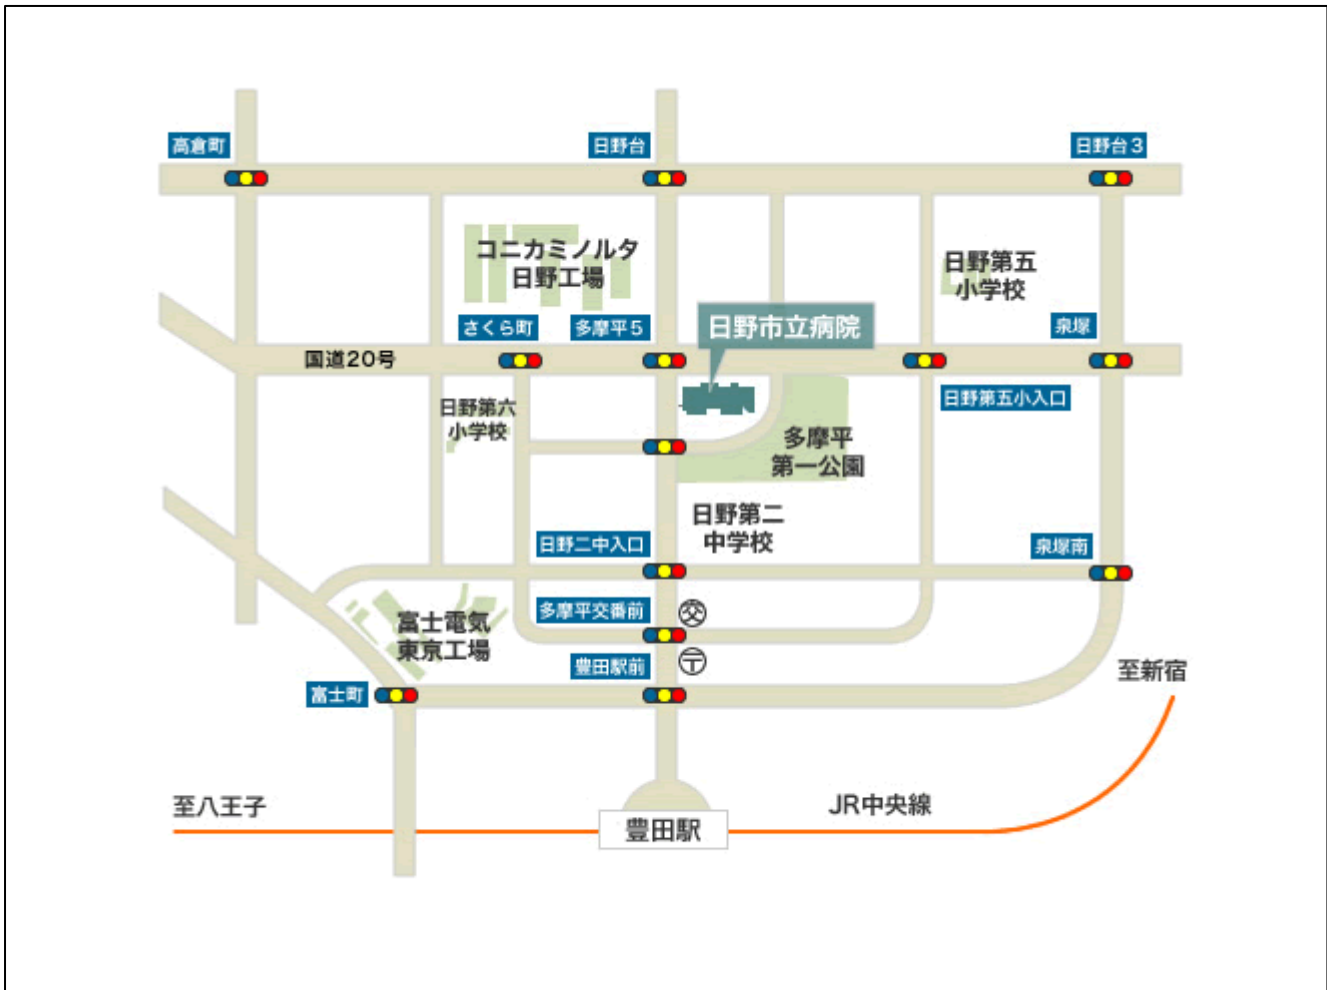 高倉町
日野台
日野台3
コニカミノルタ
日野工場
日野第五
小学校
さくら町
多摩平5
日野市立病院
泉塚
国道20号
日野第六
小学校
日野第五小入口
多摩平
第一公園
日野第二
中学校
日野二中入口
泉塚南
多摩平交番前
交
富士電気
東京工場
豊田駅前
〒
富士町
至新宿
至八王子
JR中央線
豊田駅